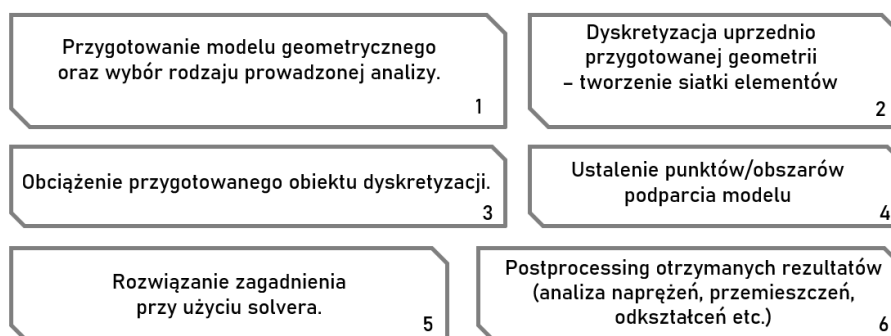 Przygotowanie modelu geometrycznego
oraz wybór rodzaju prowadzonej analizy.
1
Dyskretyzacja uprzednio
przygotowanej geometrii
– tworzenie siatki elementów
2
Obciążenie przygotowanego obiektu dyskretyzacji.
3
Ustalenie punktów/obszarów
podparcia modelu
4
Rozwiązanie zagadnienia
przy użyciu solvera.
5
Postprocessing otrzymanych rezultatów
(analiza naprężeń, przemieszczeń,
odkształceń etc.)
6